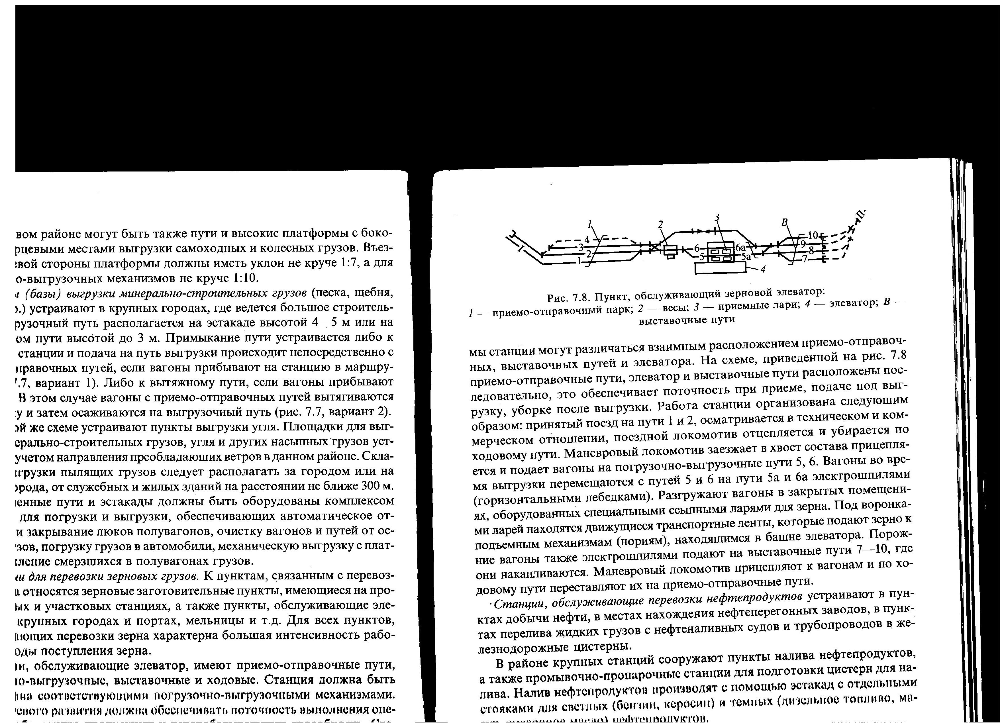 вом районе могут быть также пути и высокие платформы с боко-
рцевыми местами выгрузки самоходных и колесных грузов. Въез-
вой стороны платформы должны иметь уклон не круче 1:7, а для
о-выгрузочных механизмов не круче 1:10.
(базы) выгрузки минерально-строительных грузов (песка, щебня,
.) устраивают в крупных городах, где ведется большое строитель-
рузочный путь располагается на эстакаде высотой 4—5 м или на
ом пути высотой до 3 м. Примыкание пути устраивается либо к
станции и подача на путь выгрузки происходит непосредственно с
правочных путей, если вагоны прибывают на станцию в маршру-
.7, вариант 1). Либо к вытяжному пути, если вагоны прибывают
В этом случае вагоны с приемо-отправочных путей вытягиваются
у и затем осаживаются на выгрузочный путь (рис. 7.7, вариант 2).
ой же схеме устраивают пункты выгрузки угля. Площадки для выг-
ерально-строительных грузов, угля и других насыпных грузов уст-
учетом направления преобладающих ветров в данном районе. Скла-
грузки пылящих грузов следует располагать за городом или на
орода, от служебных и жилых зданий на расстоянии не ближе 300 м.
енные пути и эстакады должны быть оборудованы комплексом
для погрузки и выгрузки, обеспечивающих автоматическое от-
и закрывание люков полувагонов, очистку вагонов и путей от ос-
зов, погрузку грузов в автомобили, механическую выгрузку с плат-
ление смерзшихся в полувагонах грузов.
и для перевозки зерновых грузов. К пунктам, связанным с перевоз-
а относятся зерновые заготовительные пункты, имеющиеся на про-
ых и участковых станциях, а также пункты, обслуживающие эле-
крупных городах и портах, мельницы и т.д. Для всех пунктов,
ющих перевозки зерна характерна большая интенсивность рабо-
оды поступления зерна.
и, обслуживающие элеватор, имеют приемо-отправочные пути,
о-выгрузочные, выставочные и ходовые. Станция должна быть
на соответствующими погрузочно-выгрузочными механизмами.
евого развития должна обеспечивать поточность выполнения опе-
I 1 2 3 4 1 2 3 6 5 6а 5а 4 В 10 9 8 7 II
Рис. 7.8. Пункт, обслуживающий зерновой элеватор:
1 — приемо-отправочный парк; 2 — весы; 3 — приемные лари; 4 — элеватор; В —
выставочные пути
мы станции могут различаться взаимным расположением приемо-отправоч-
ных, выставочных путей и элеватора. На схеме, приведенной на рис. 7.8
приемо-отправочные пути, элеватор и выставочные пути расположены пос-
ледовательно, это обеспечивает поточность при приеме, подаче под выг-
рузку, уборке после выгрузки. Работа станции организована следующим
образом: принятый поезд на пути 1 и 2, осматривается в техническом и ком-
мерческом отношении, поездной локомотив отцепляется и убирается по
ходовому пути. Маневровый локомотив заезжает в хвост состава прицепля-
ется и подает вагоны на погрузочно-выгрузочные пути 5, 6. Вагоны во вре-
мя выгрузки перемещаются с путей 5 и 6 на пути 5а и 6а электрошпилями
(горизонтальными лебедками). Разгружают вагоны в закрытых помещени-
ях, оборудованных специальными ссыпными ларями для зерна. Под воронка-
ми ларей находятся движущиеся транспортные ленты, которые подают зерно к
подъемным механизмам (нориям), находящимся в башне элеватора. Порож-
ние вагоны также электрошпилями подают на выставочные пути 7—10, где
они накапливаются. Маневровый локомотив прицепляют к вагонам и по хо-
довому пути переставляют их на приемо-отправочные пути.
Станции, обслуживающие перевозки нефтепродуктов устраивают в пун-
ктах добычи нефти, в местах нахождения нефтеперегонных заводов, в пунк-
тах перелива жидких грузов с нефтеналивных судов и трубопроводов в же-
лезнодорожные цистерны.
В районе крупных станций сооружают пункты налива нефтепродуктов,
а также промывочно-пропарочные станции для подготовки цистерн для на-
лива. Налив нефтепродуктов производят с помощью эстакад с отдельными
стояками для светлых (бензин, керосин) и темных (дизельное топливо, ма-
масло) нефтепродуктов.